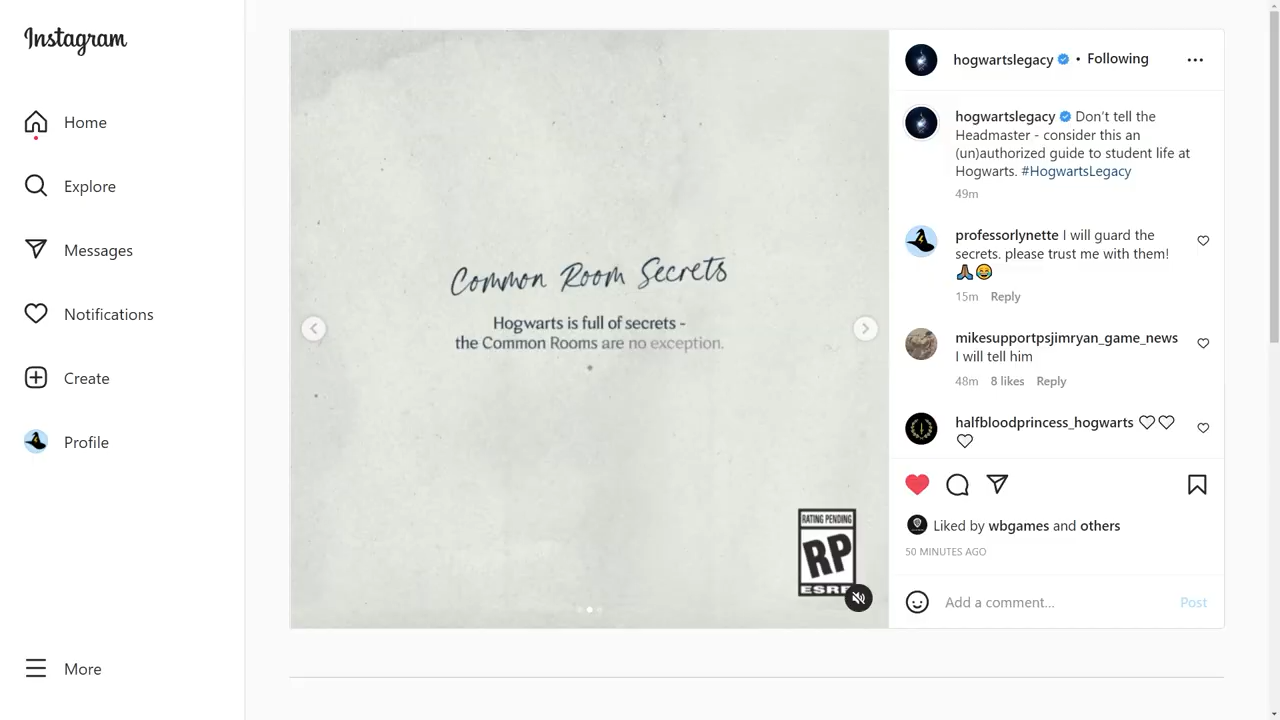 Instagram
Home
Explore
Messages
Notifications
Create
Profile
More
Common Room Secrets
Hogwarts is full of secrets -
the Common Rooms are no exception.
RATING PENDING
RP
ESRB
hogwartslegacy • Following
hogwartslegacy Don't tell the
Headmaster - consider this an
(un)authorized guide to student life at
Hogwarts. #HogwartsLegacy
49m
professorlynette I will guard the
secrets. please trust me with them!
🙏🏽😂
15m Reply
mikesupportpsjimryan_game_news
I will tell him
48m 8 likes Reply
halfbloodprincess_hogwarts 🤍🤍
🤍
Liked by wbgames and others
50 MINUTES AGO
Add a comment...
Post